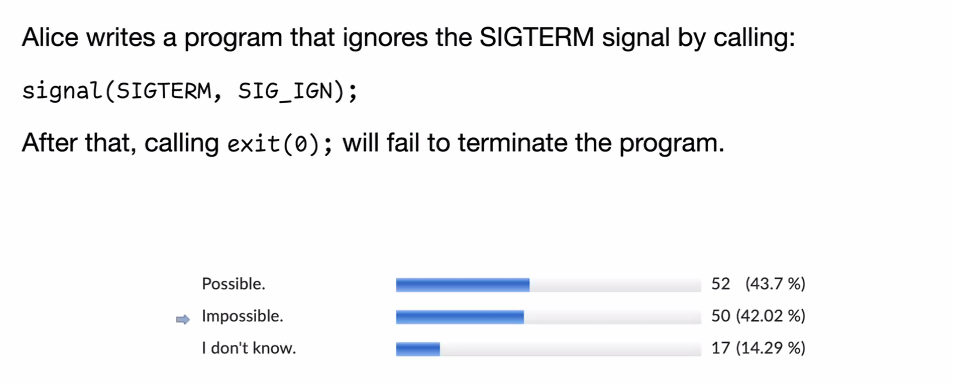 Alice writes a program that ignores the SIGTERM signal by calling:
signal(SIGTERM, SIG_IGN);
After that, calling exit(0); will fail to terminate the program.
Possible. 52 (43.7 %)
Impossible. 50 (42.02 %)
I don't know. 17 (14.29 %)